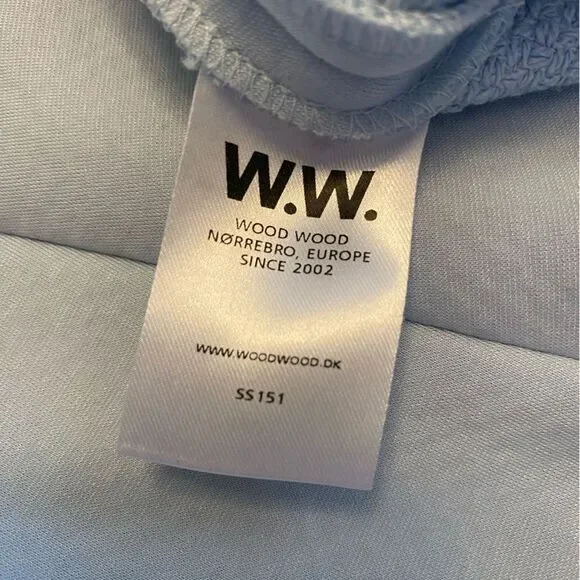 W.W.
WOOD WOOD
NØRREBRO, EUROPE
SINCE 2002
WWW.WOODWOOD.DK
SS151